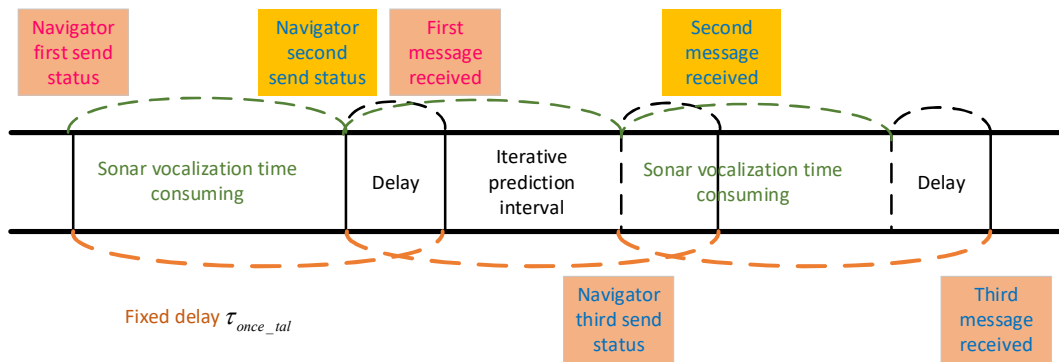 Navigator
first send
status
Navigator
second
send status
First
message
received
Second
message
received
Sonar vocalization time
consuming
Delay
Iterative
prediction
interval
Sonar vocalization time
consuming
Delay
Fixed delay τonce_tal
Navigator
third send
status
Third
message
received